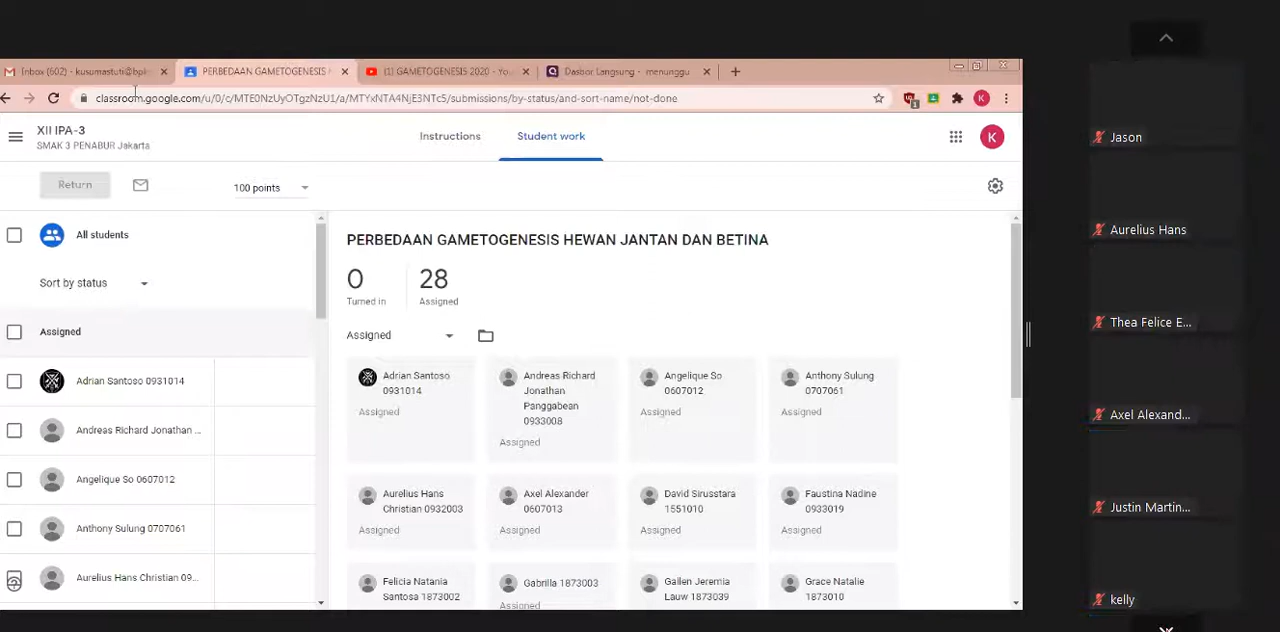 Inbox (602) - kusumastuti@bpk
PERBEDAAN GAMETOGENESIS H
(1) GAMETOGENESIS 2020 - You
Dasbor Langsung - menunggu
classroom.google.com/u/0/c/MTE0NzUyOTgzNzU1/a/MTYxNTA4NjE3NTc5/submissions/by-status/and-sort-name/not-done
XII IPA-3
SMAK 3 PENABUR Jakarta
Instructions
Student work
K
Return
100 points
All students
Sort by status
Assigned
Adrian Santoso 0931014
Andreas Richard Jonathan ...
Angelique So 0607012
Anthony Sulung 0707061
Aurelius Hans Christian 09...
PERBEDAAN GAMETOGENESIS HEWAN JANTAN DAN BETINA
0
Turned in
28
Assigned
Assigned
Adrian Santoso
0931014
Assigned
Andreas Richard
Jonathan
Panggabean
0933008
Assigned
Angelique So
0607012
Assigned
Anthony Sulung
0707061
Assigned
Aurelius Hans
Christian 0932003
Assigned
Axel Alexander
0607013
Assigned
David Sirusstara
1551010
Assigned
Faustina Nadine
0933019
Assigned
Felicia Natania
Santosa 1873002
Gabrilla 1873003
Assigned
Gallen Jeremia
Lauw 1873039
Grace Natalie
1873010
Jason
Aurelius Hans
Thea Felice E...
Axel Alexand...
Justin Martin...
kelly